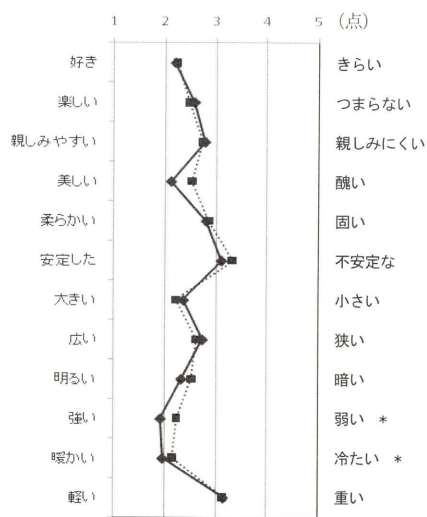 1 2 3 4 5 (点)
好き きらい
楽しい つまらない
親しみやすい 親しみにくい
美しい 醜い
柔らかい 固い
安定した 不安定な
大きい 小さい
広い 狭い
明るい 暗い
強い 弱い *
暖かい 冷たい *
軽い 重い